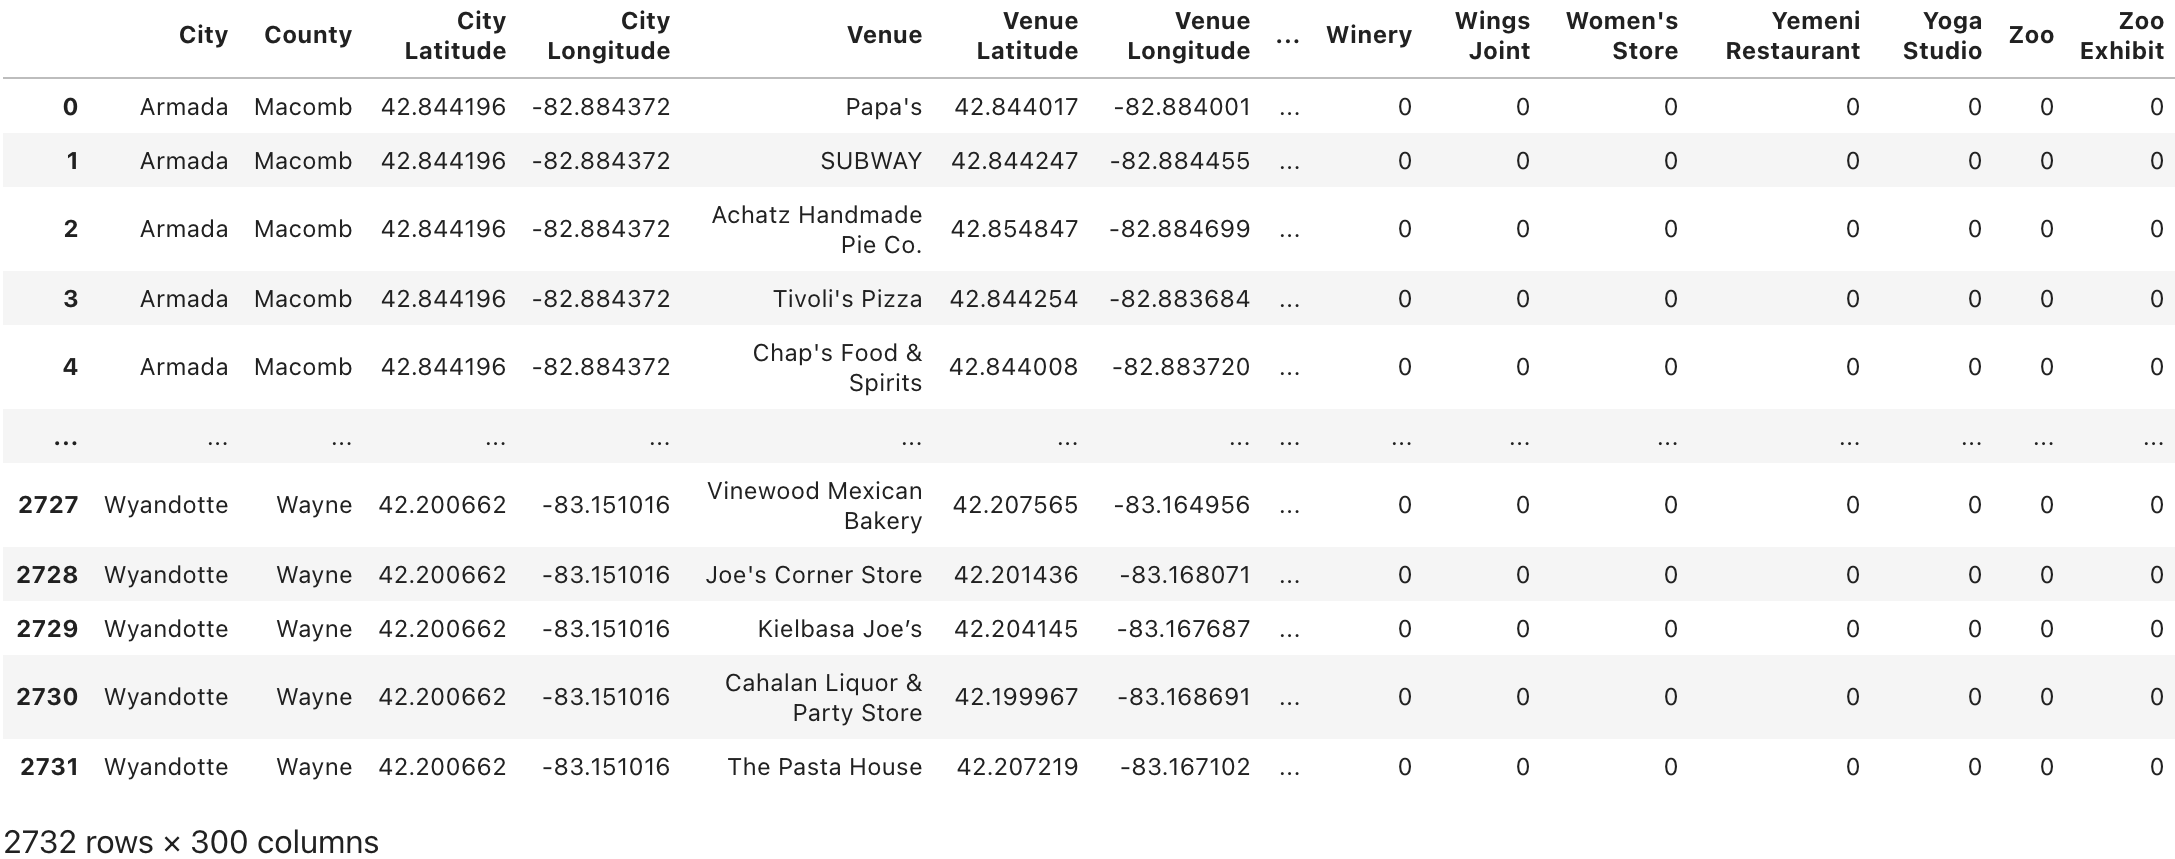 City County City Latitude City Longitude Venue Venue Latitude Venue Longitude ... Winery Wings Joint Women's Store Yemeni Restaurant Yoga Studio Zoo Zoo Exhibit
0 Armada Macomb 42.844196 -82.884372 Papa's 42.844017 -82.884001 ... 0 0 0 0 0 0 0
1 Armada Macomb 42.844196 -82.884372 SUBWAY 42.844247 -82.884455 ... 0 0 0 0 0 0 0
2 Armada Macomb 42.844196 -82.884372 Achatz Handmade Pie Co. 42.854847 -82.884699 ... 0 0 0 0 0 0 0
3 Armada Macomb 42.844196 -82.884372 Tivoli's Pizza 42.844254 -82.883684 ... 0 0 0 0 0 0 0
4 Armada Macomb 42.844196 -82.884372 Chap's Food & Spirits 42.844008 -82.883720 ... 0 0 0 0 0 0 0
... ... ... ... ... ... ... ... ... ... ... ... ... ... ... ...
2727 Wyandotte Wayne 42.200662 -83.151016 Vinewood Mexican Bakery 42.207565 -83.164956 ... 0 0 0 0 0 0 0
2728 Wyandotte Wayne 42.200662 -83.151016 Joe's Corner Store 42.201436 -83.168071 ... 0 0 0 0 0 0 0
2729 Wyandotte Wayne 42.200662 -83.151016 Kielbasa Joe’s 42.204145 -83.167687 ... 0 0 0 0 0 0 0
2730 Wyandotte Wayne 42.200662 -83.151016 Cahalan Liquor & Party Store 42.199967 -83.168691 ... 0 0 0 0 0 0 0
2731 Wyandotte Wayne 42.200662 -83.151016 The Pasta House 42.207219 -83.167102 ... 0 0 0 0 0 0 0
2732 rows × 300 columns